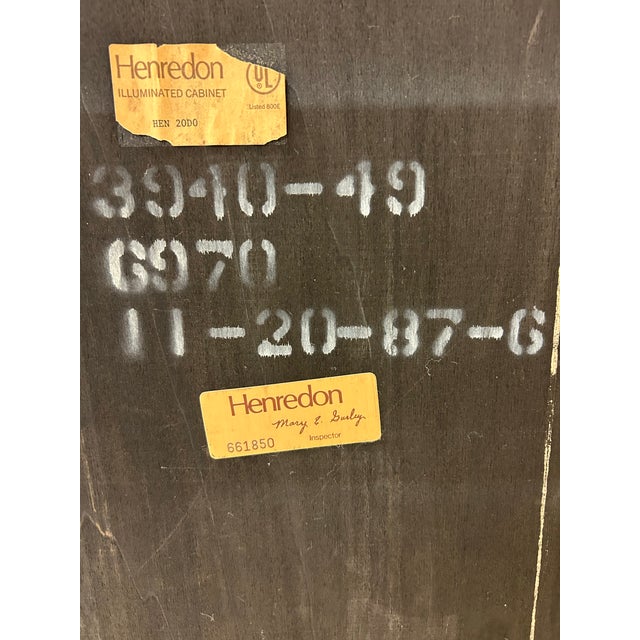 Henredon
UL
ILLUMINATED CABINET
Listed 800E
HEN 20D0
3940-49
6970
11-20-87-6
Henredon
Mary E. Gurley
661850 Inspector